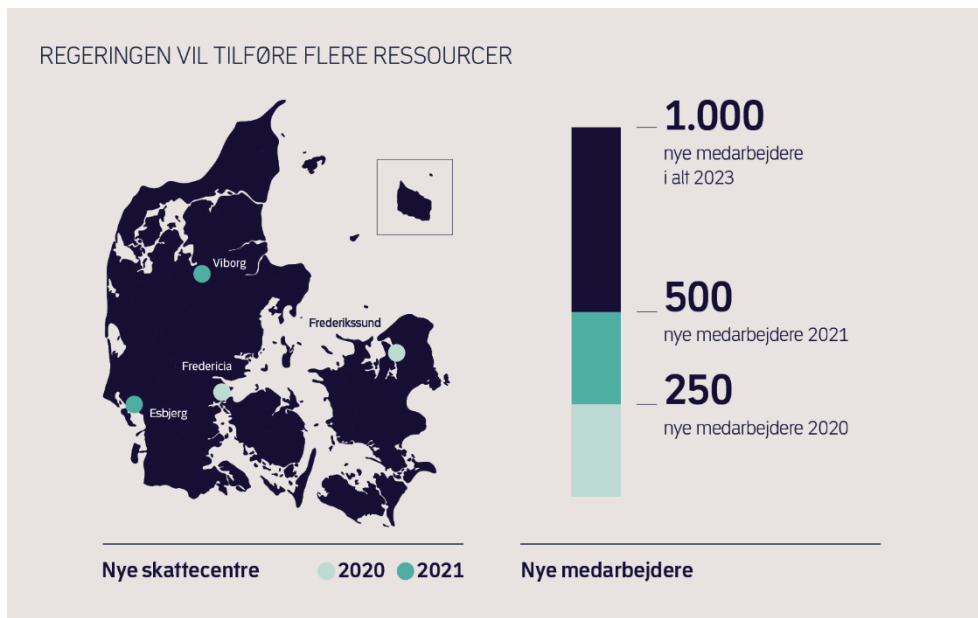 REGERINGEN VIL TILFØRE FLERE RESSOURCER
Viborg
Frederikssund
Fredericia
Esbjerg
1.000
nye medarbejdere
i alt 2023
500
nye medarbejdere 2021
250
nye medarbejdere 2020
Nye skattecentre 2020 2021
Nye medarbejdere